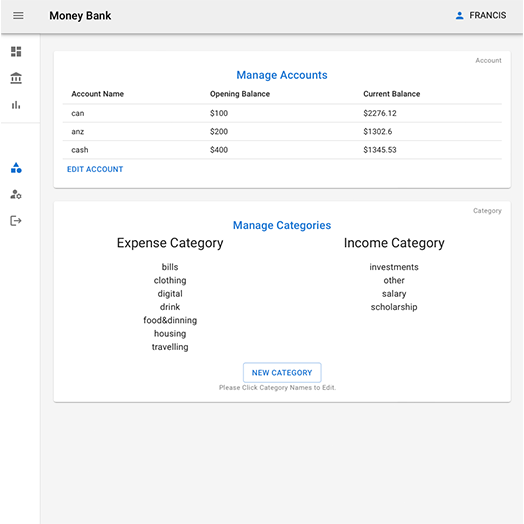 Money Bank
FRANCIS
Account
Manage Accounts
Account Name Opening Balance Current Balance
can $100 $2276.12
anz $200 $1302.6
cash $400 $1345.53
EDIT ACCOUNT
Category
Manage Categories
Expense Category Income Category
bills investments
clothing other
digital salary
drink scholarship
food&dinning
housing
travelling
NEW CATEGORY
Please Click Category Names to Edit.